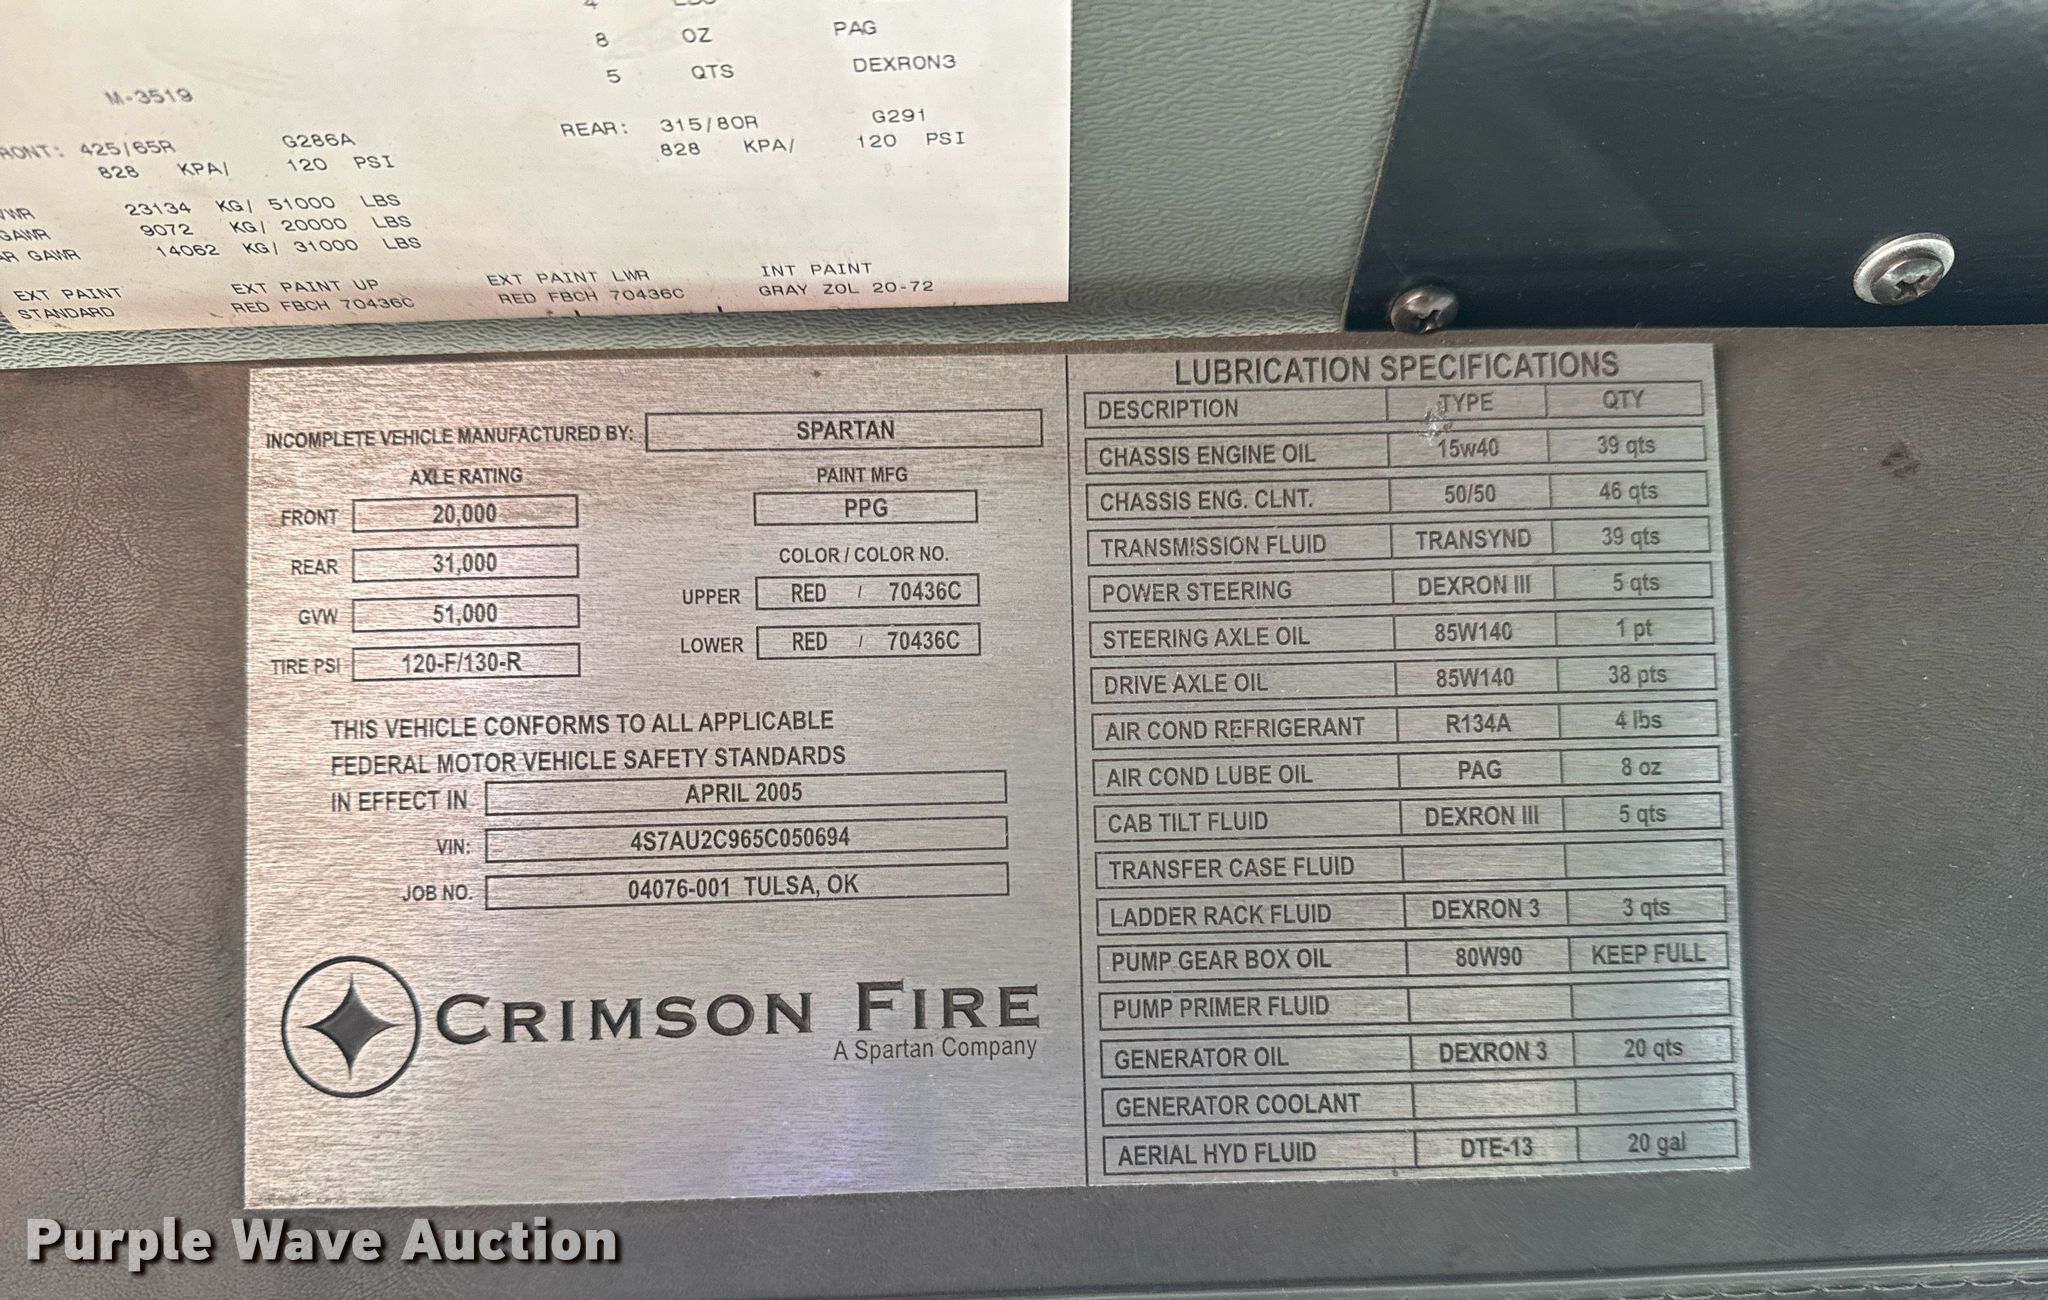 8 OZ PAG
5 QTS DEXRON3
M-3519
425/65R G286A REAR: 315/80R G291
828 KPA/ 120 PSI 828 KPA/ 120 PSI
23134 KG/ 51000 LBS
GAWR 9072 KG/ 20000 LBS
GAWR 14062 KG/ 31000 LBS
EXT PAINT EXT PAINT UP EXT PAINT LWR INT PAINT
STANDARD RED FBCH 70436C RED FBCH 70436C GRAY ZOL 20-72
INCOMPLETE VEHICLE MANUFACTURED BY: SPARTAN
AXLE RATING
FRONT 20,000
REAR 31,000
GVW 51,000
TIRE PSI 120-F/130-R
PAINT MFG
PPG
COLOR / COLOR NO.
UPPER RED / 70436C
LOWER RED / 70436C
THIS VEHICLE CONFORMS TO ALL APPLICABLE
FEDERAL MOTOR VEHICLE SAFETY STANDARDS
IN EFFECT IN APRIL 2005
VIN: 4S7AU2C965C050694
JOB NO. 04076-001 TULSA, OK
CRIMSON FIRE
A Spartan Company
LUBRICATION SPECIFICATIONS
DESCRIPTION TYPE QTY
CHASSIS ENGINE OIL 15w40 39 qts
CHASSIS ENG. CLNT. 50/50 46 qts
TRANSMISSION FLUID TRANSYND 39 qts
POWER STEERING DEXRON III 5 qts
STEERING AXLE OIL 85W140 1 pt
DRIVE AXLE OIL 85W140 38 pts
AIR COND REFRIGERANT R134A 4 lbs
AIR COND LUBE OIL PAG 8 oz
CAB TILT FLUID DEXRON III 5 qts
TRANSFER CASE FLUID
LADDER RACK FLUID DEXRON 3 3 qts
PUMP GEAR BOX OIL 80W90 KEEP FULL
PUMP PRIMER FLUID
GENERATOR OIL DEXRON 3 20 qts
GENERATOR COOLANT
AERIAL HYD FLUID DTE-13 20 gal
Purple Wave Auction